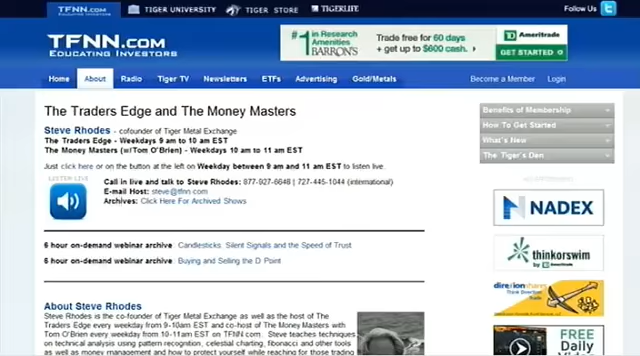 TFNN.COM TIGER UNIVERSITY TIGER STORE TIGERLIFE Follow Us
EDUCATING INVESTORS
TFNN.COM
EDUCATING INVESTORS
#1 in Research Amenities BARRON'S
Trade free for 60 days
+ get up to $600 cash.
Ameritrade
GET STARTED
Home About Radio Tiger TV Newsletters ETFs Advertising Gold/Metals Become a Member Login
The Traders Edge and The Money Masters
Steve Rhodes - cofounder of Tiger Metal Exchange
The Traders Edge - Weekdays 9 am to 10 am EST
The Money Masters (w/Tom O'Brien) - Weekdays 10 am to 11 am EST
Just click here or on the button at the left on Weekday between 9 am and 11 am EST to listen live.
LISTEN LIVE
Call in live and talk to Steve Rhodes: 877-927-6648 | 727-445-1044 (international)
E-mail Host: steve@tfnn.com
Archives: Click Here For Archived Shows
6 hour on-demand webinar archive Candlesticks. Silent Signals and the Speed of Trust
6 hour on-demand webinar archive Buying and Selling the D Point
About Steve Rhodes
Steve Rhodes is the co-founder of Tiger Metal Exchange as well as the host of The
Traders Edge every weekday from 9-10am EST and co-host of The Money Masters with
Tom O'Brien every weekday from 10-11am EST on TFNN.com. Steve teaches techniques
on technical analysis using pattern recognition, celestial charting, fibonacci and other tools
as well as money management and how to protect yourself while reaching for those trading
Benefits of Membership
How To Get Started
What's New
The Tiger's Den
NADEX
thinkorswim
by Ameritrade
direxionshares
FREE
Daily